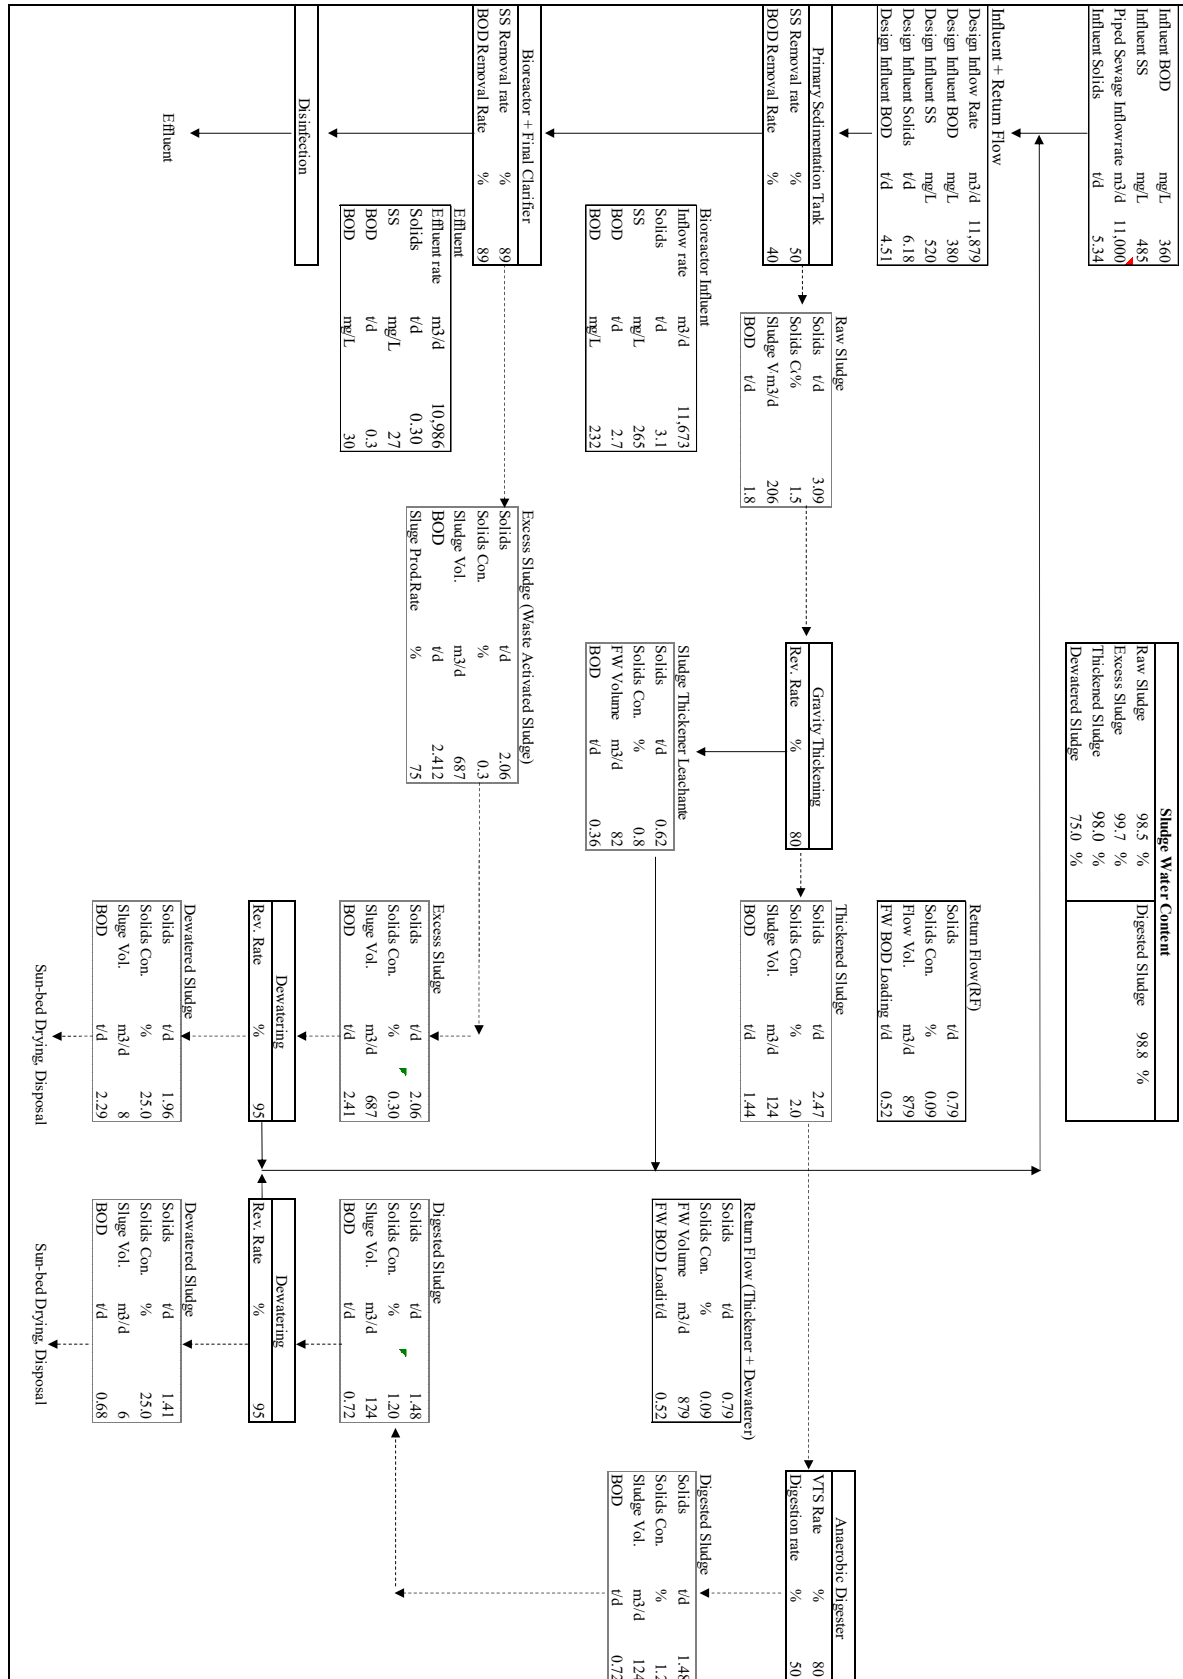 Influent BOD mg/L 360
Influent SS mg/L 485
Piped Sewage Inflowrate m3/d 11,000
Influent Solids t/d 5.34
Sludge Water Content
Raw Sludge 98.5 %
Excess Sludge 99.7 %
Thickened Sludge 98.0 %
Dewatered Sludge 75.0 %
Digested Sludge 98.8 %
Influent + Return Flow
Design Inflow Rate m3/d 11,879
Design Influent BOD mg/L 380
Design Influent SS mg/L 520
Design Influent Solids t/d 6.18
Design Influent BOD t/d 4.51
Return Flow(RF)
Solids t/d 0.79
Solids Con. % 0.09
Flow Vol. m3/d 879
FW BOD Loading t/d 0.52
Primary Sedimentation Tank
SS Removal rate % 50
BOD Removal Rate % 40
Raw Sludge
Solids t/d 3.09
Solids Co% 1.5
Sludge Vm3/d 206
BOD t/d 1.8
Gravity Thickening
Rev. Rate % 80
Thickened Sludge
Solids t/d 2.47
Solids Con. % 2.0
Sludge Vol. m3/d 124
BOD t/d 1.44
Anaerobic Digester
VTS Rate % 80
Digestion rate % 50
Bioreactor Influent
Inflow rate m3/d 11,673
Solids t/d 3.1
SS mg/L 265
BOD t/d 2.7
BOD mg/L 232
Sludge Thickener Leachante
Solids t/d 0.62
Solids Con. % 0.8
FW Volume m3/d 82
BOD t/d 0.36
Return Flow (Thickener + Dewaterer)
Solids t/d 0.79
Solids Con. % 0.09
FW Volume m3/d 879
FW BOD Loadit/d 0.52
Digested Sludge
Solids t/d 1.48
Solids Con. % 1.2
Sludge Vol. m3/d 124
BOD t/d 0.72
Bioreactor + Final Clarifier
SS Removal rate % 89
BOD Removal Rate % 89
Excess Sludge (Waste Activated Sludge)
Solids t/d 2.06
Solids Con. % 0.3
Sludge Vol. m3/d 687
BOD t/d 2.412
Sluge Prod.Rate % 75
Effluent
Effluent rate m3/d 10,986
Solids t/d 0.30
SS mg/L 27
BOD t/d 0.3
BOD mg/L 30
Excess Sludge
Solids t/d 2.06
Solids Con. % 0.30
Sluge Vol. m3/d 687
BOD t/d 2.41
Digested Sludge
Solids t/d 1.48
Solids Con. % 1.20
Sluge Vol. m3/d 124
BOD t/d 0.72
Disinfection
Dewatering
Rev. Rate % 95
Dewatering
Rev. Rate % 95
Effluent
Dewatered Sludge
Solids t/d 1.96
Solids Con. % 25.0
Sluge Vol. m3/d 8
BOD t/d 2.29
Dewatered Sludge
Solids t/d 1.41
Solids Con. % 25.0
Sluge Vol. m3/d 6
BOD t/d 0.68
Sun-bed Drying, Disposal
Sun-bed Drying, Disposal